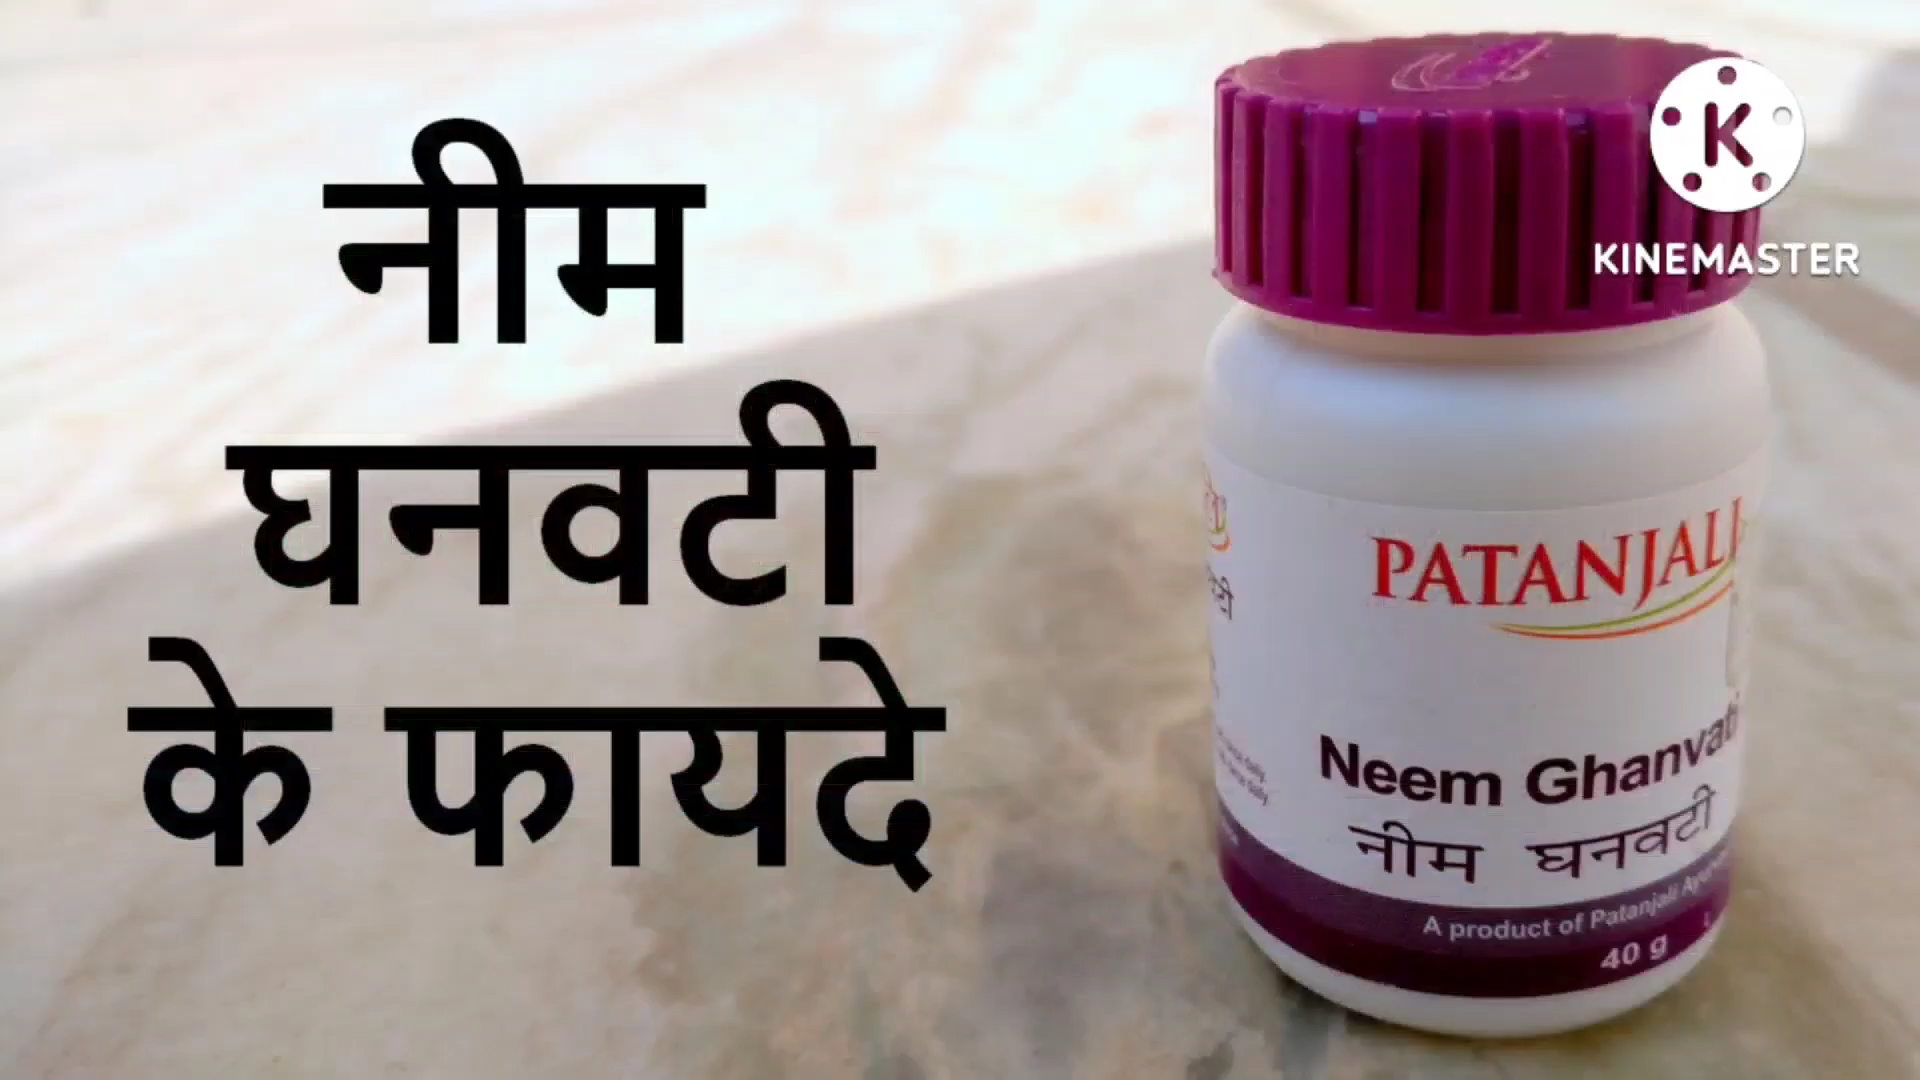 नीम
घनवटी
के फायदे
KINEMASTER
PATANJALI
Neem Ghanvati
नीम घनवटी
A product of Patanjali
40 g